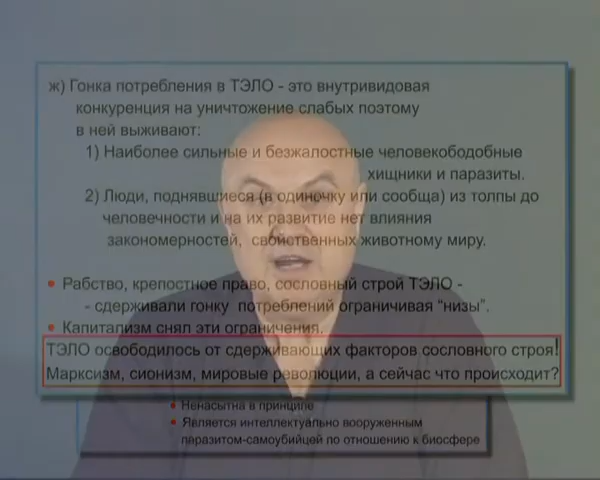 ж) Гонка потребления в ТЭЛО - это внутривидовая
конкуренция на уничтожение слабых поэтому
в ней выживают:
1) Наиболее сильные и безжалостные человекободобные
хищники и паразиты.
2) Люди, поднявшиеся (в одиночку или сообща) из толпы до
человечности и на их развитие нет влияния
закономерностей, свойственных животному миру.
• Рабство, крепостное право, сословный строй ТЭЛО -
- сдерживали гонку потреблений ограничивая "низы".
• Капитализм снял эти ограничения.
ТЭЛО освободилось от сдерживающих факторов сословного строя!
Марксизм, сионизм, мировые революции, а сейчас что происходит?
• Ненасытна в принципе
• Является интеллектуально вооруженным
паразитом-самоубийцей по отношению к биосфере